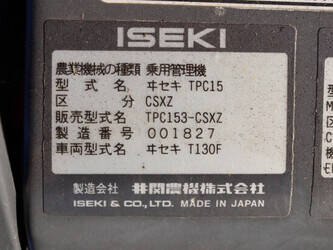 ISEKI
農業機械の種類 乗用管理機
型式名 ヰセキ TPC15
区分 CSXZ
販売型式名 TPC153-CSXZ
製造番号 001827
車両型式名 ヰセキ T130F
製造会社 井関農機株式会社
ISEKI & CO.,LTD. MADE IN JAPAN